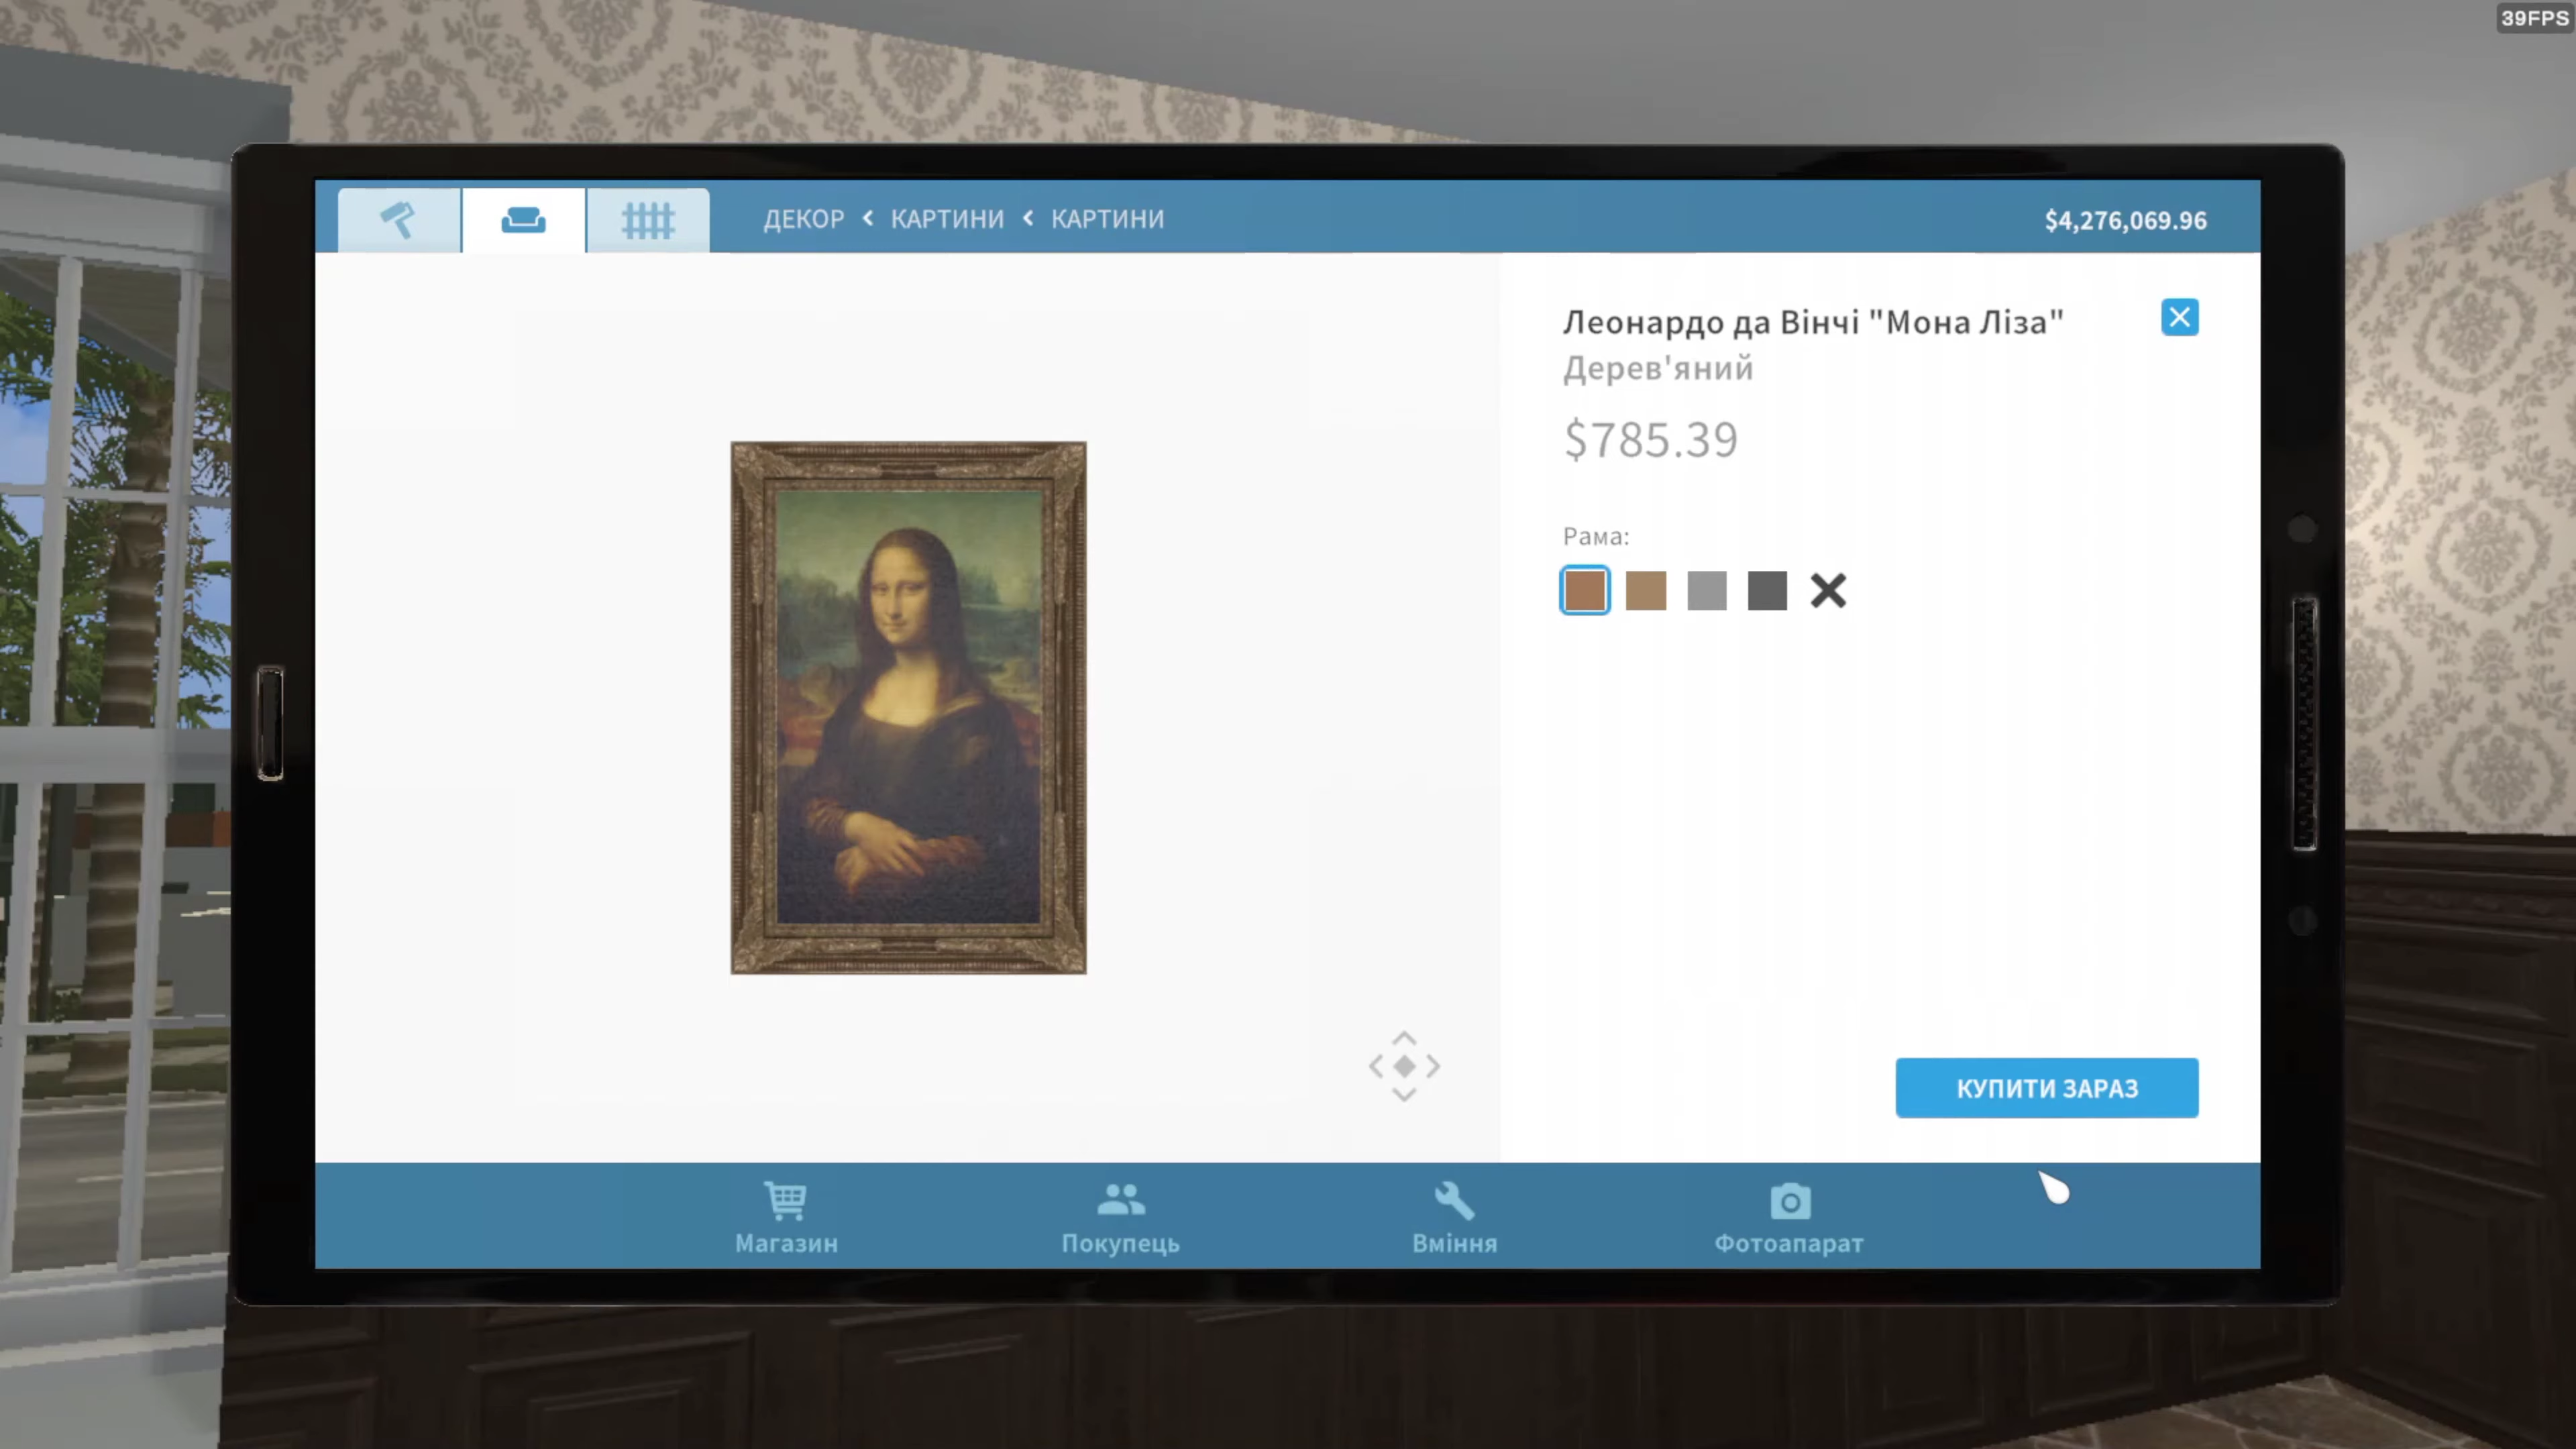 39FPS
ДЕКОР < КАРТИНИ < КАРТИНИ
$4,276,069.96
Леонардо да Вінчі "Мона Ліза"
Дерев'яний
$785.39
Рама:
КУПИТИ ЗАРАЗ
Магазин
Покупець
Вміння
Фотоапарат